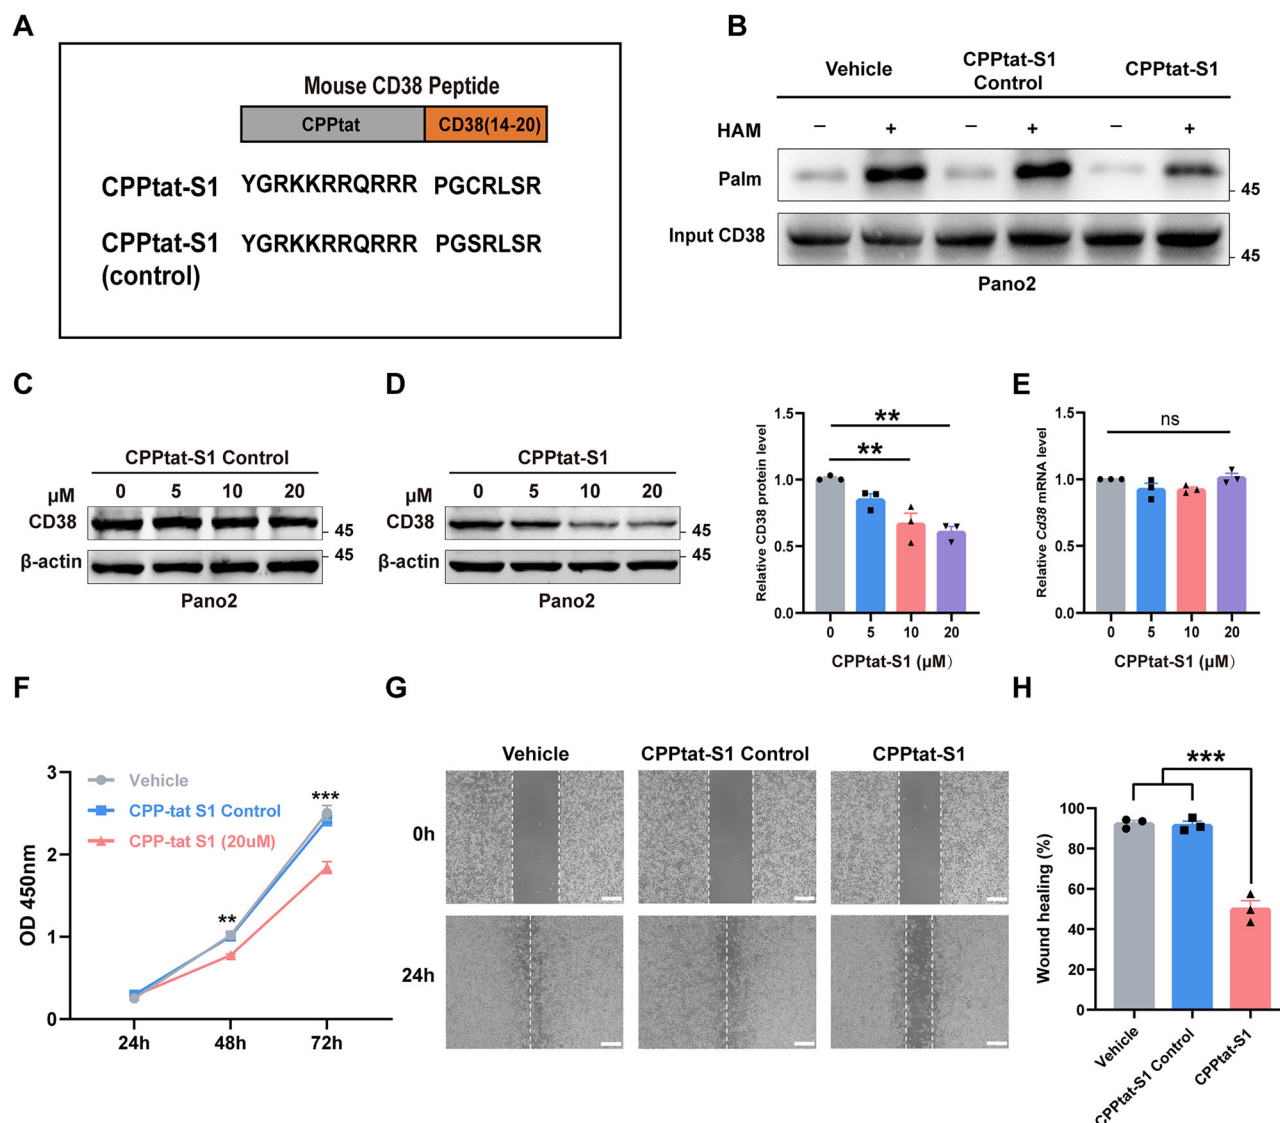 A
Mouse CD38 Peptide
CPPtat CD38(14-20)
CPPtat-S1 YGRKKRRQRRR PGCRLSR
CPPtat-S1 YGRKKRRQRRR PGSRLSR
(control)
B
Vehicle CPPtat-S1 Control CPPtat-S1
HAM − + − + − +
Palm 45
Input CD38 45
Pano2
C
CPPtat-S1 Control
μM 0 5 10 20
CD38 45
β-actin 45
Pano2
D
CPPtat-S1
μM 0 5 10 20
CD38 45
β-actin 45
Pano2
Relative CD38 protein level
1.5
1.0
0.5
0.0
**
**
0 5 10 20
CPPtat-S1 (μM)
E
Relative Cd38 mRNA level
1.5
1.0
0.5
0.0
ns
0 5 10 20
CPPtat-S1 (μM)
F
OD 450nm
3
2
1
0
Vehicle
CPP-tat S1 Control
CPP-tat S1 (20uM)
**
***
24h 48h 72h
G
Vehicle CPPtat-S1 Control CPPtat-S1
0h
24h
H
Wound healing (%)
100
80
60
40
20
0
***
Vehicle
CPPtat-S1 Control
CPPtat-S1